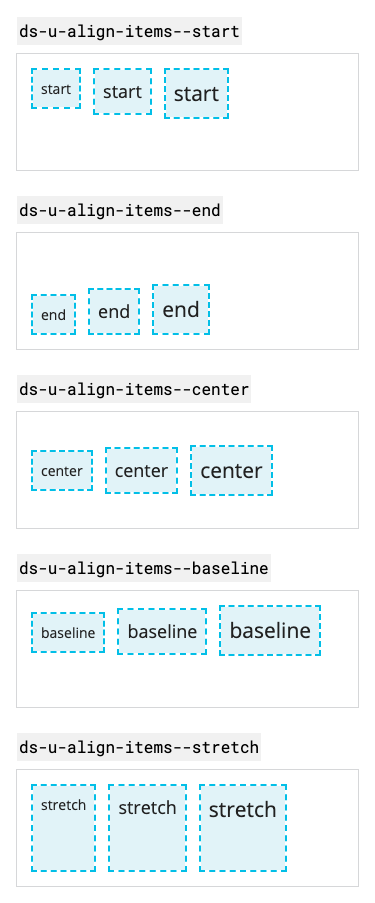 ds-u-align-items--start
start start start
ds-u-align-items--end
end end end
ds-u-align-items--center
center center center
ds-u-align-items--baseline
baseline baseline baseline
ds-u-align-items--stretch
stretch stretch stretch